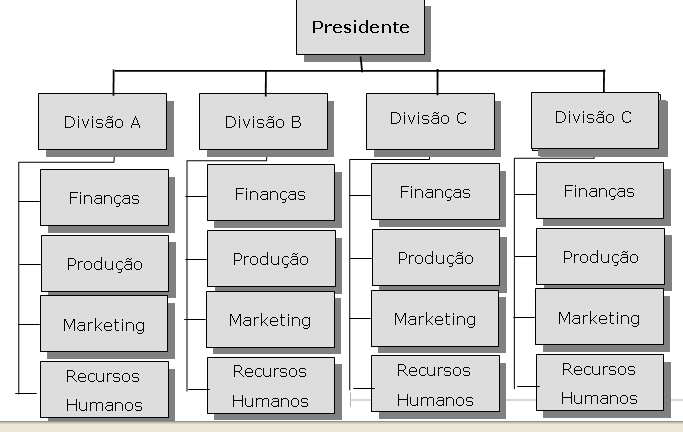 Presidente
Divisão A
Divisão B
Divisão C
Divisão C
Finanças
Finanças
Finanças
Finanças
Produção
Produção
Produção
Produção
Marketing
Marketing
Marketing
Marketing
Recursos
Humanos
Recursos
Humanos
Recursos
Humanos
Recursos
Humanos